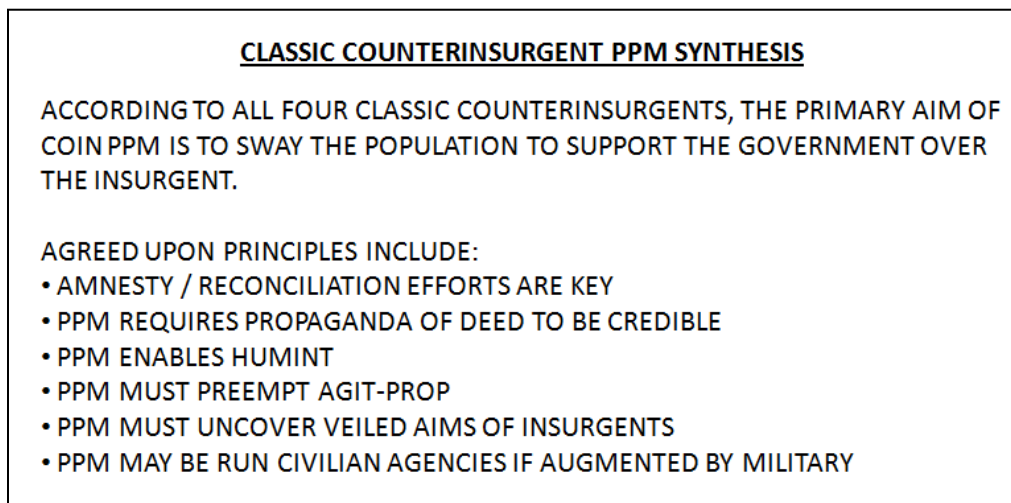 CLASSIC COUNTERINSURGENT PPM SYNTHESIS
ACCORDING TO ALL FOUR CLASSIC COUNTERINSURGENTS, THE PRIMARY AIM OF
COIN PPM IS TO SWAY THE POPULATION TO SUPPORT THE GOVERNMENT OVER
THE INSURGENT.
AGREED UPON PRINCIPLES INCLUDE:
• AMNESTY / RECONCILIATION EFFORTS ARE KEY
• PPM REQUIRES PROPAGANDA OF DEED TO BE CREDIBLE
• PPM ENABLES HUMINT
• PPM MUST PREEMPT AGIT-PROP
• PPM MUST UNCOVER VEILED AIMS OF INSURGENTS
• PPM MAY BE RUN CIVILIAN AGENCIES IF AUGMENTED BY MILITARY